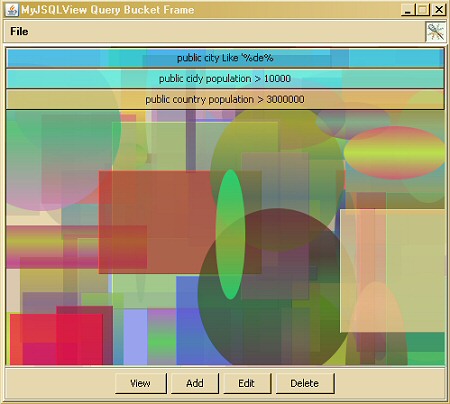 MyJSQLView Query Bucket Frame
File
public city Like '%de%
public cidy population > 10000
public country population > 3000000
View Add Edit Delete